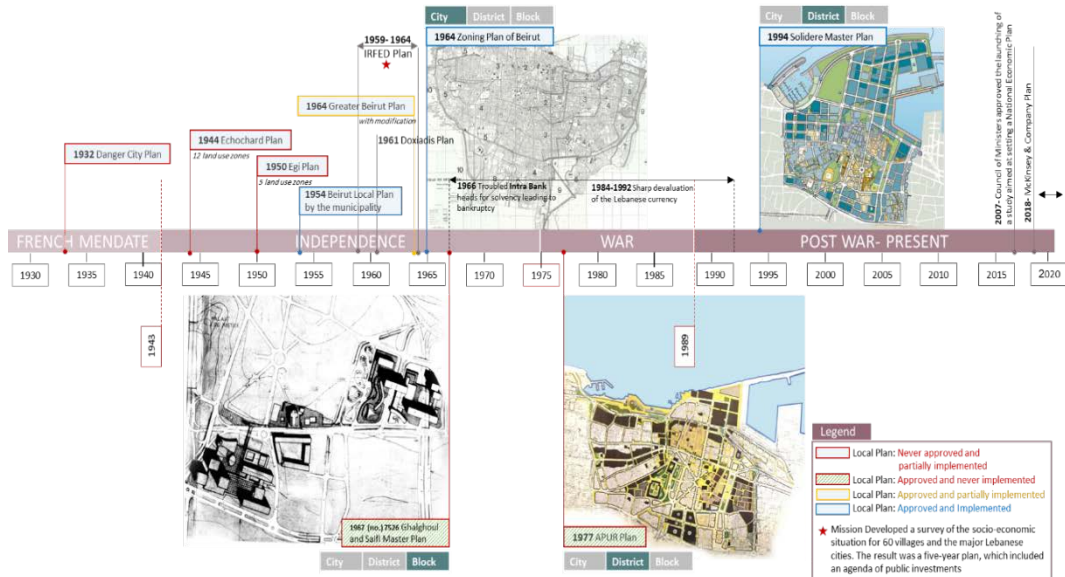 City District Block
1964 Zoning Plan of Beirut
1959- 1964
IRFED Plan
1964 Greater Beirut Plan
with modification
1961 Doxiadis Plan
1944 Echochard Plan
12 land use zones
1932 Danger City Plan
1950 Egi Plan
5 land use zones
1954 Beirut Local Plan
by the municipality
1966 Troubled Intra Bank
heads for solvency leading to
bankruptcy
1984-1992 Sharp devaluation
of the Lebanese currency
City District Block
1994 Solidere Master Plan
2007- Council of Ministers approved the launching of
a study aimed at setting a National Economic Plan
2018- McKinsey & Company Plan
FRENCH MENDATE INDEPENDENCE WAR POST WAR- PRESENT
1930 1935 1940 1945 1950 1955 1960 1965 1970 1975 1980 1985 1990 1995 2000 2005 2010 2015 2020
1943
1989
1967 (no.) 7526 Ghalghoul
and Saifi Master Plan
City District Block
1977 APUR Plan
City District Block
Legend
Local Plan: Never approved and
partially implemented
Local Plan: Approved and never implemented
Local Plan: Approved and partially implemented
Local Plan: Approved and Implemented
Mission Developed a survey of the socio-economic
situation for 60 villages and the major Lebanese
cities. The result was a five-year plan, which included
an agenda of public investments